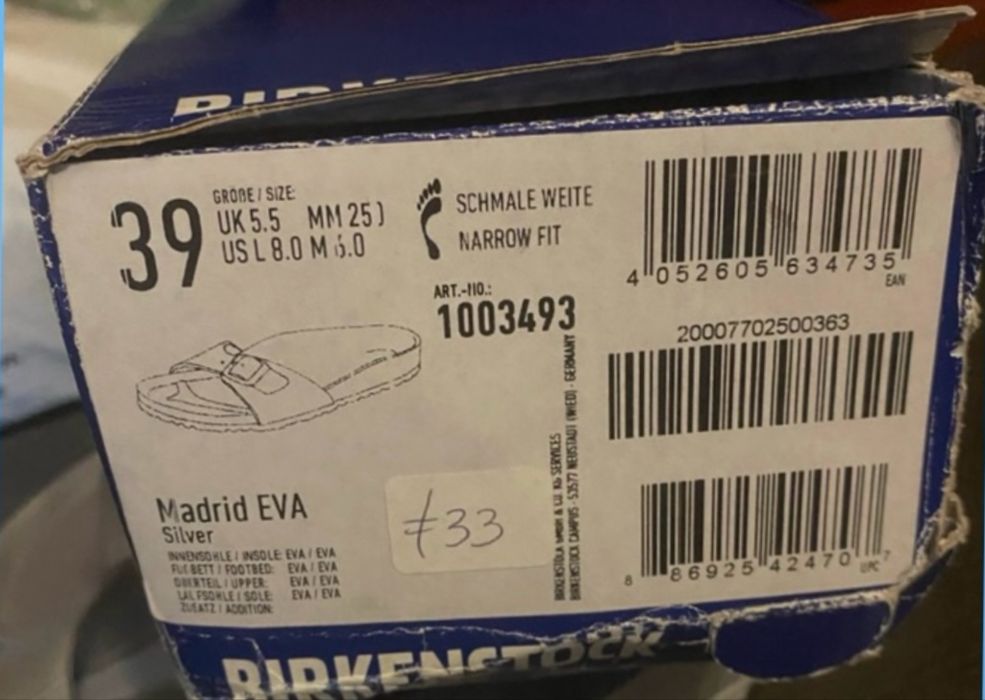 BIRKENSTOCK
39
GRÖßE / SIZE:
UK 5.5 MM 250
US L 8.0 M 6.0
SCHMALE WEITE
NARROW FIT
ART.-NO.:
1003493
4 052605 634735
EAN
20007702500363
Madrid EVA
Silver
INNENSOHLE / INSOLE: EVA / EVA
FUßBETT / FOOTBED: EVA / EVA
OBERTEIL / UPPER: EVA / EVA
LAUFSOHLE / SOLE: EVA / EVA
ZUSATZ / ADDITION:
£33
BIRKENSTOCK GMBH & CO. KG SERVICES
BIRKENSTOCK CAMPUS - 53577 NEUSTADT (WIED) - GERMANY
8 86925 42470 7
UPC
BIRKENSTOCK